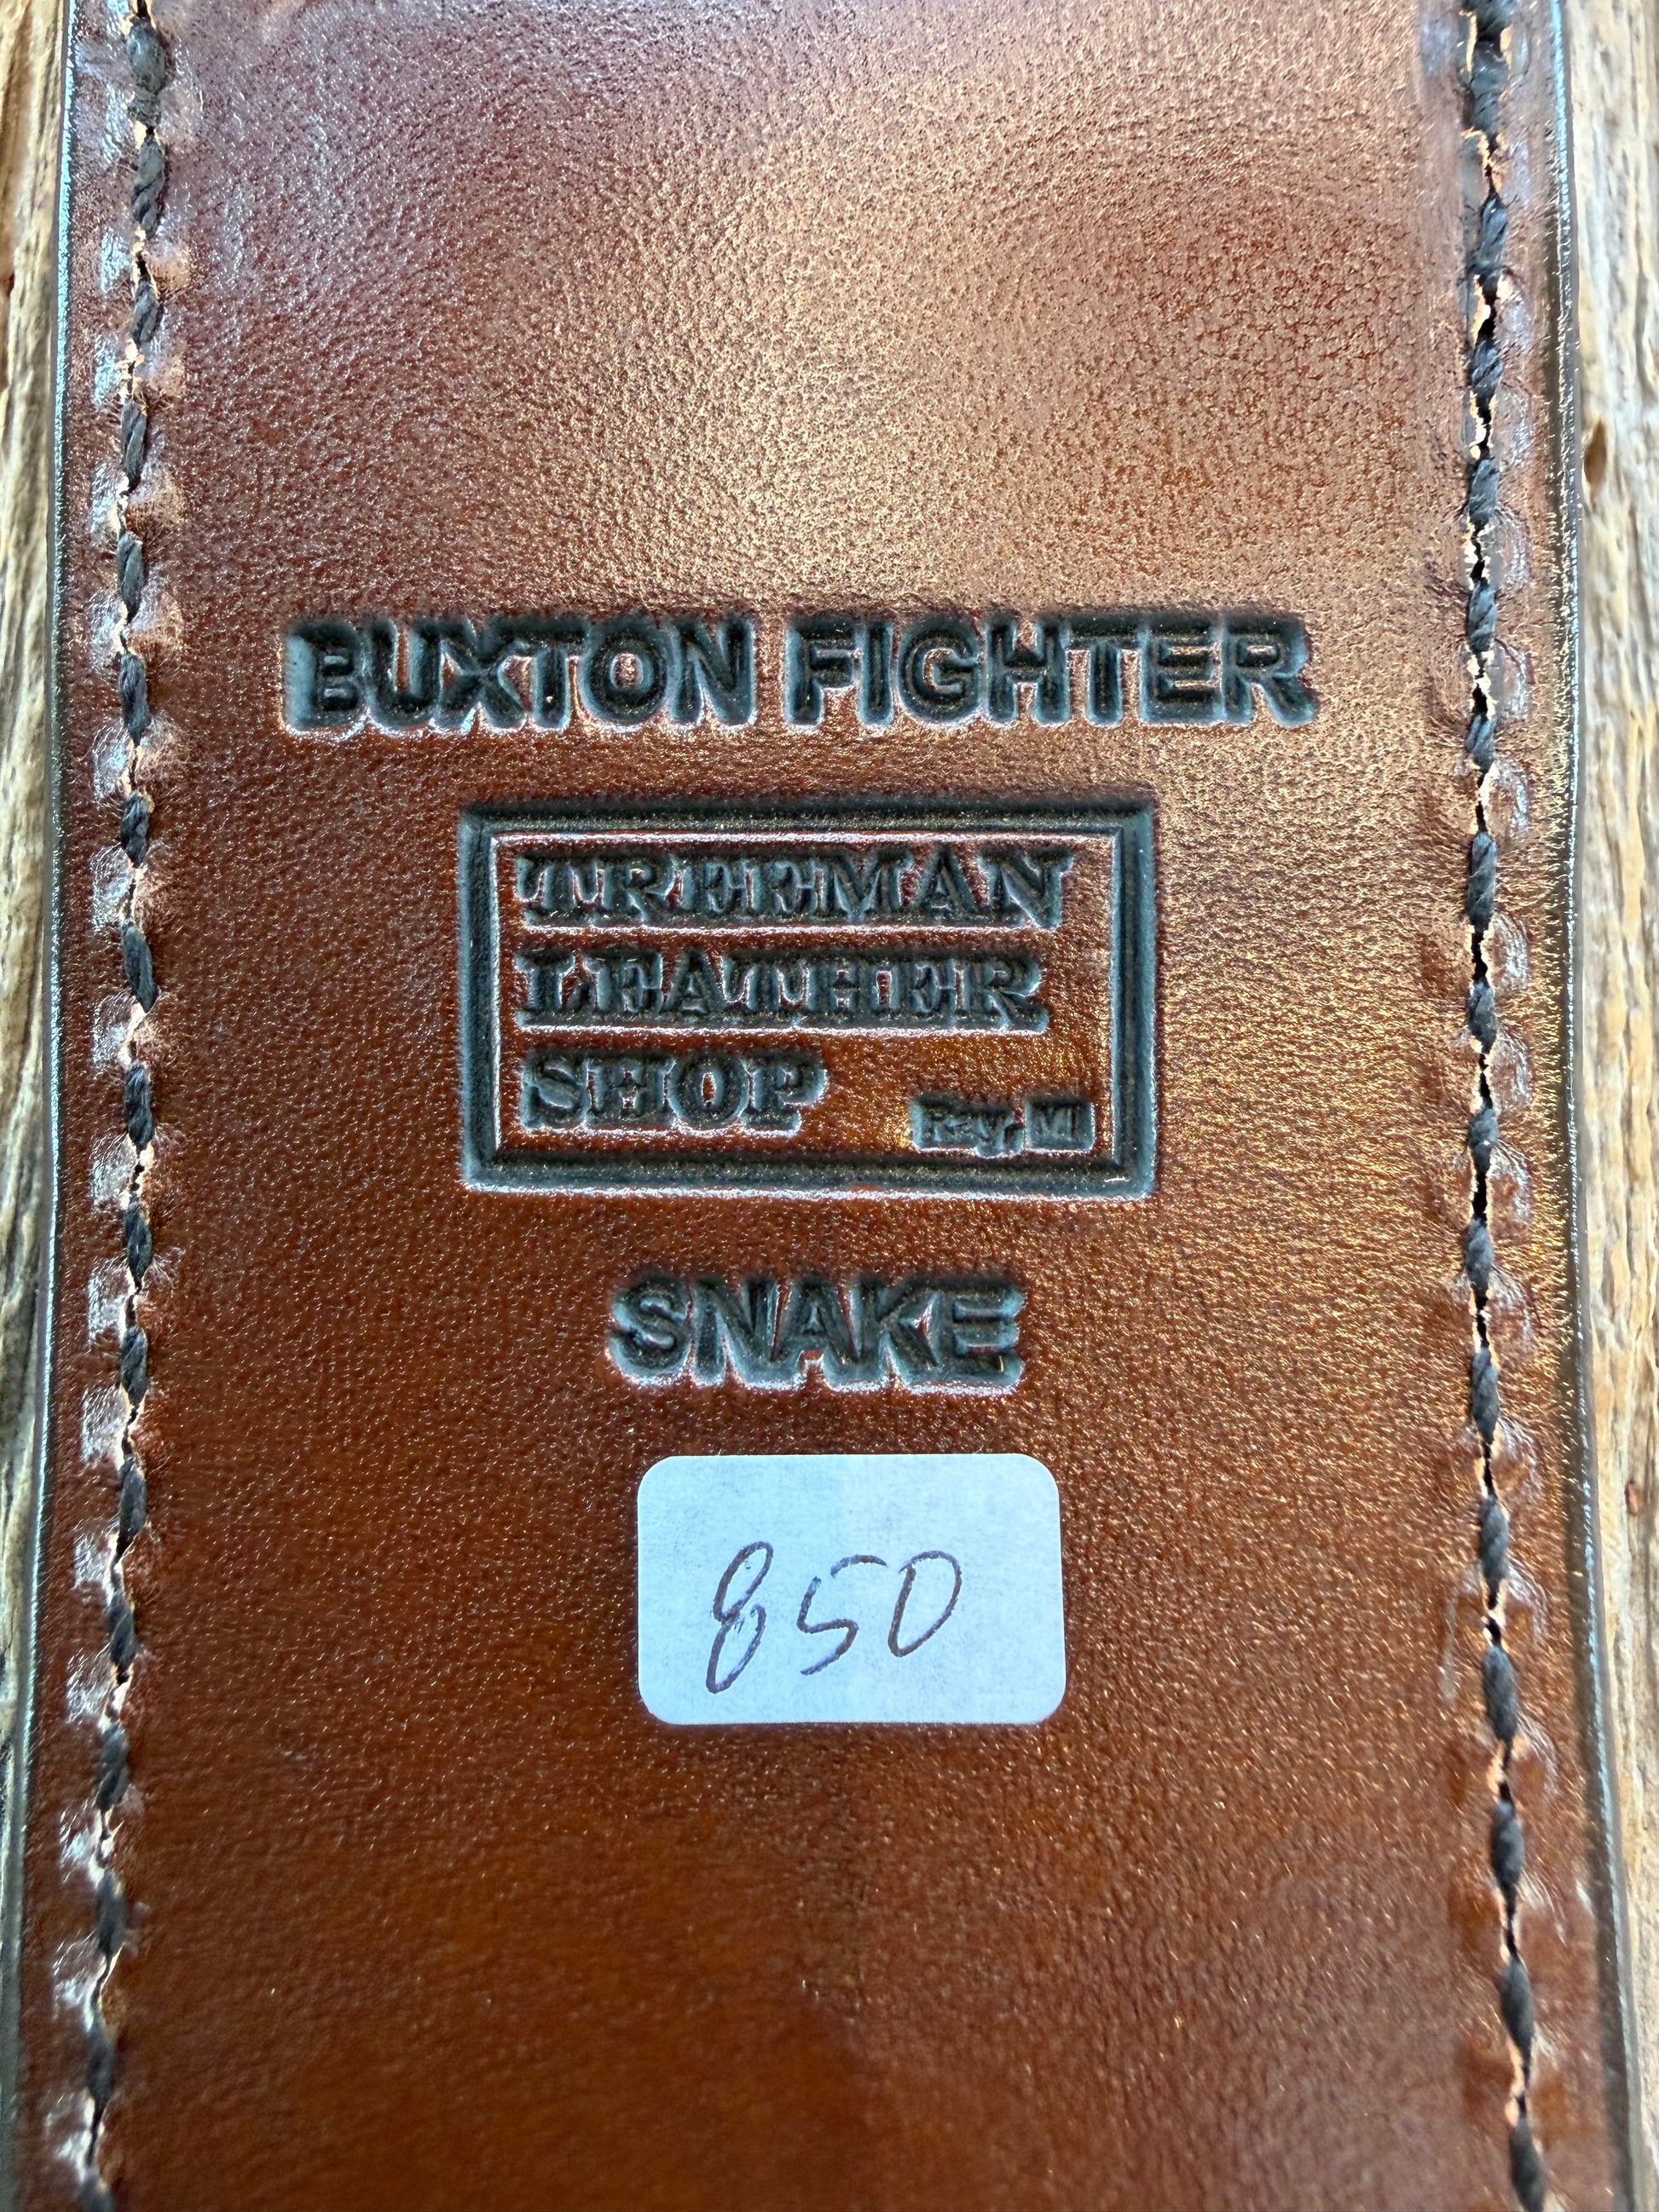 BUXTON FIGHTER
TREEMAN
LEATHER
SHOP
Ray, MI
SNAKE
850